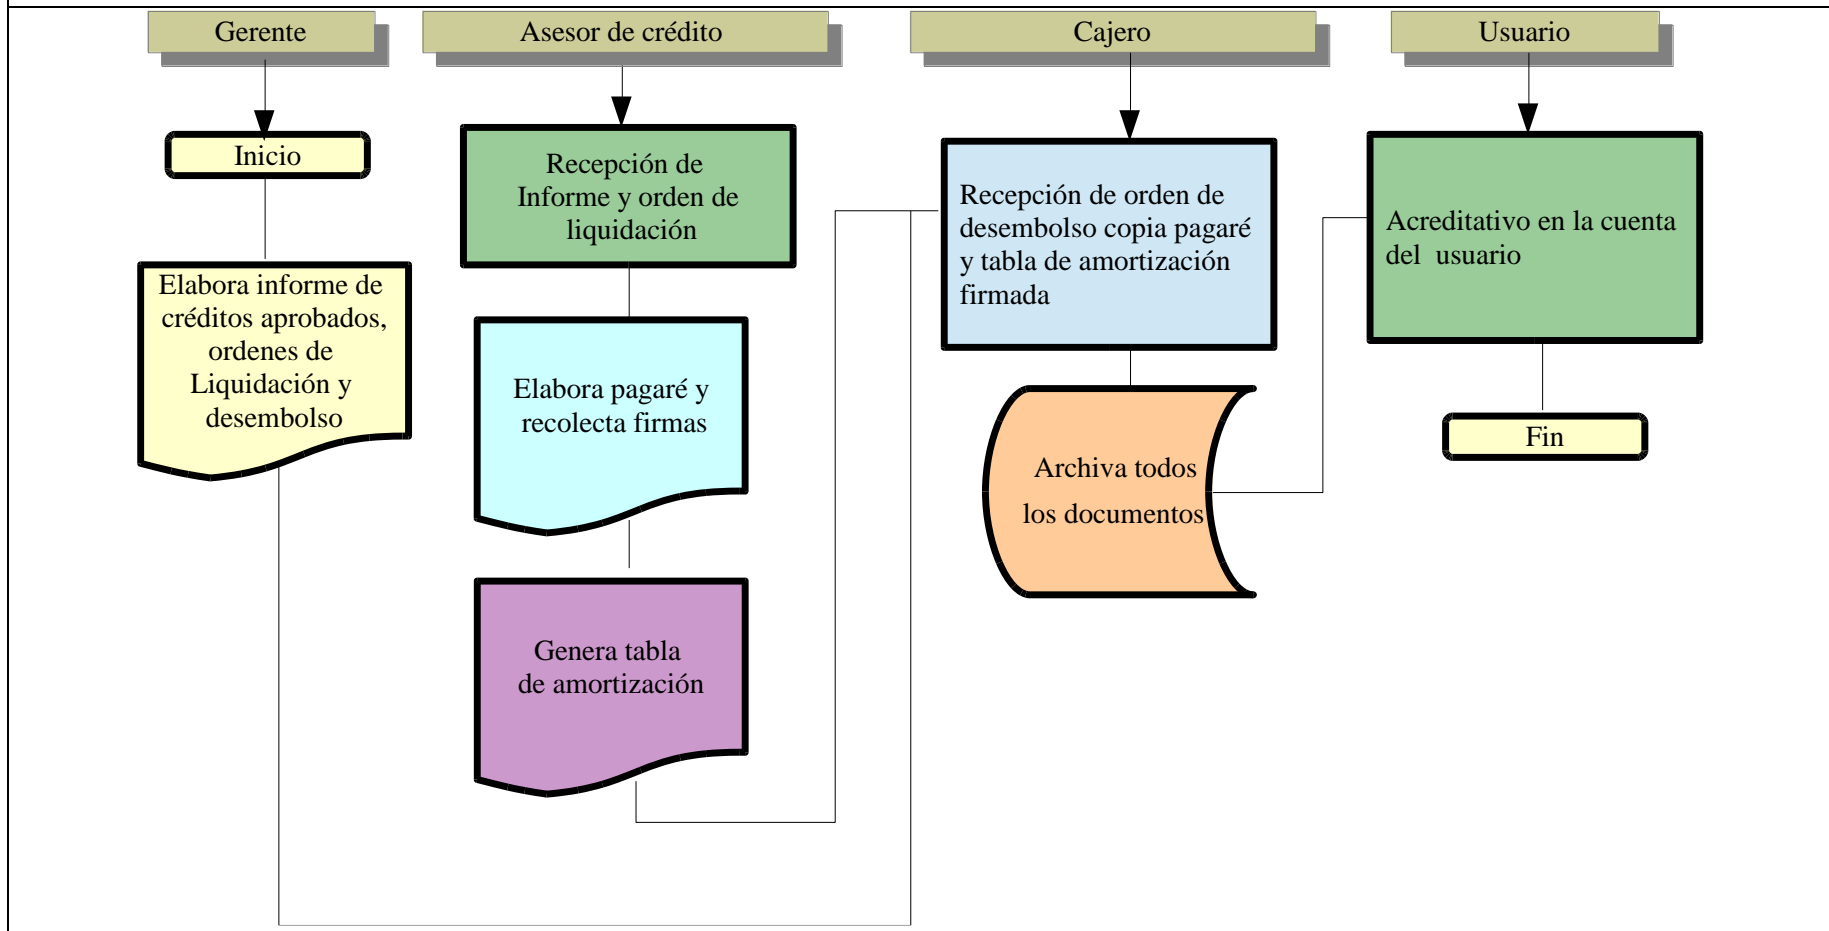 Gerente
Asesor de crédito
Cajero
Usuario
Inicio
Elabora informe de
créditos aprobados,
ordenes de
Liquidación y
desembolso
Recepción de
Informe y orden de
liquidación
Elabora pagaré y
recolecta firmas
Genera tabla
de amortización
Recepción de orden de
desembolso copia pagaré
y tabla de amortización
firmada
Archiva todos
los documentos
Acreditativo en la cuenta
del usuario
Fin